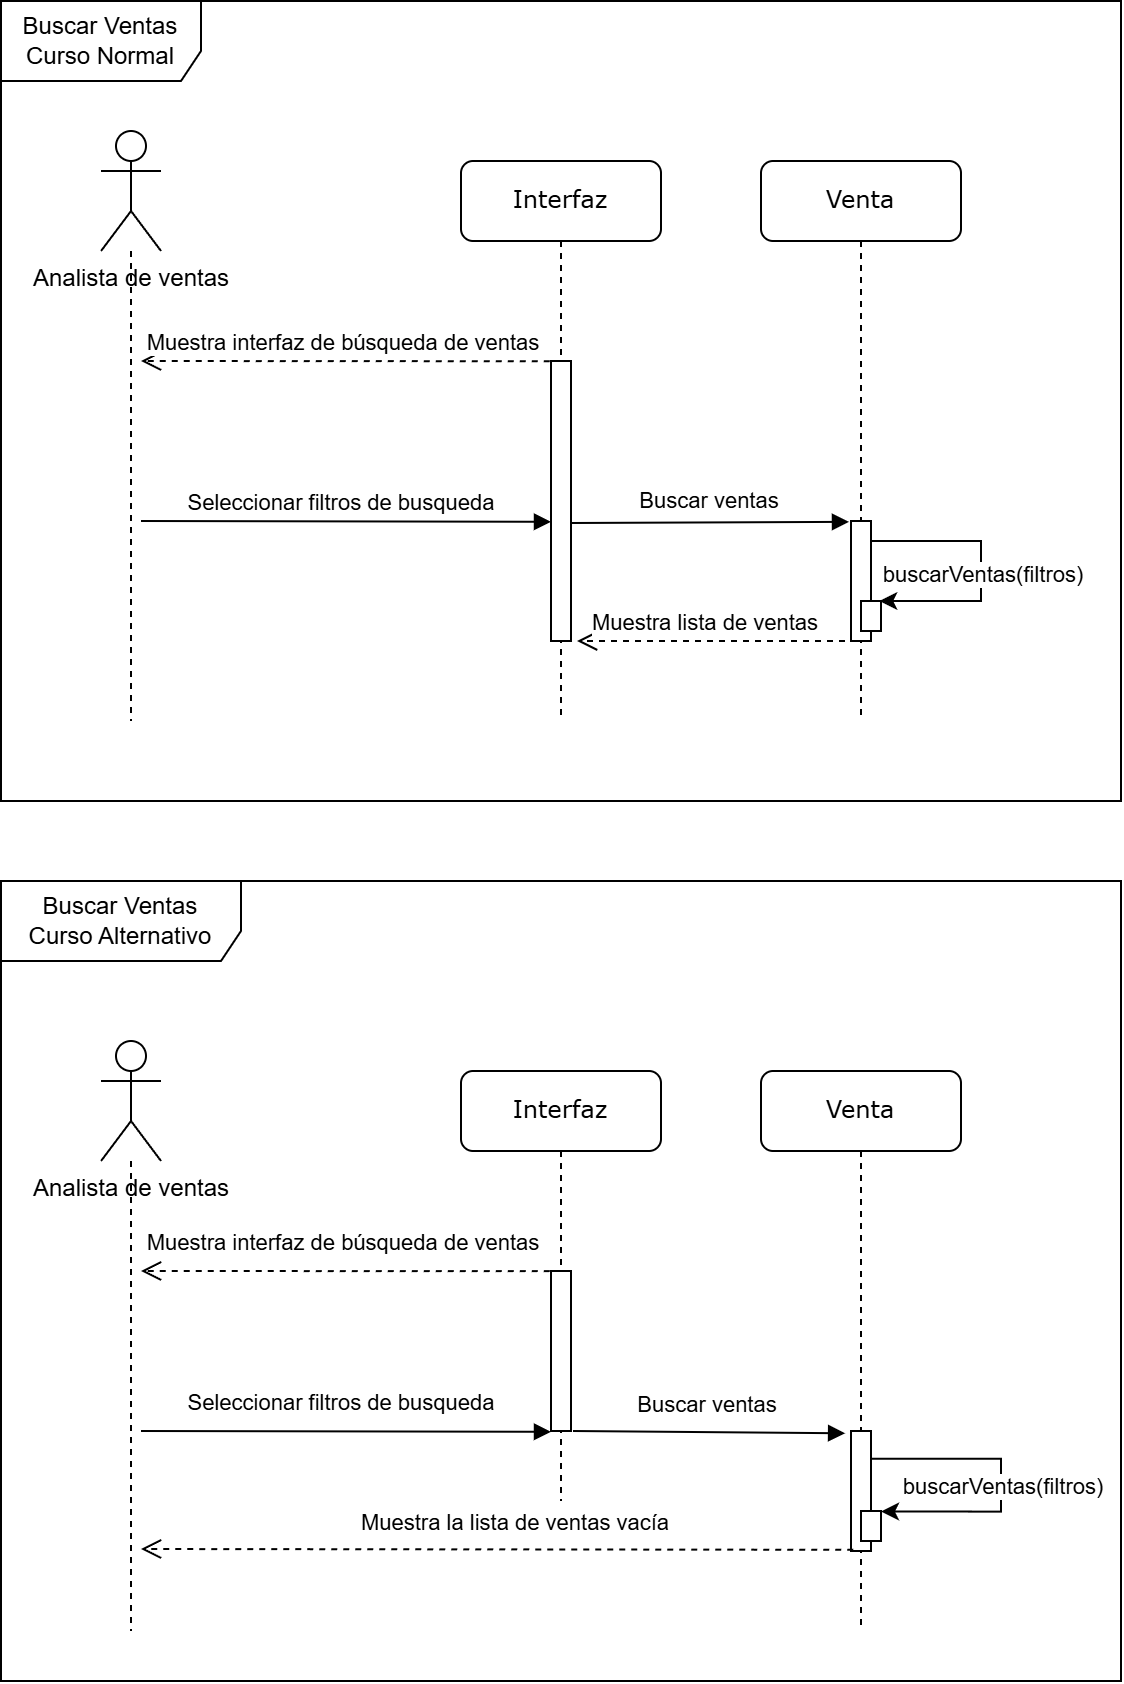 Buscar Ventas
Curso Normal
Interfaz
Venta
Analista de ventas
Muestra interfaz de búsqueda de ventas
Seleccionar filtros de busqueda
Buscar ventas
buscarVentas(filtros)
Muestra lista de ventas
Buscar Ventas
Curso Alternativo
Interfaz
Venta
Analista de ventas
Muestra interfaz de búsqueda de ventas
Seleccionar filtros de busqueda
Buscar ventas
buscarVentas(filtros)
Muestra la lista de ventas vacía